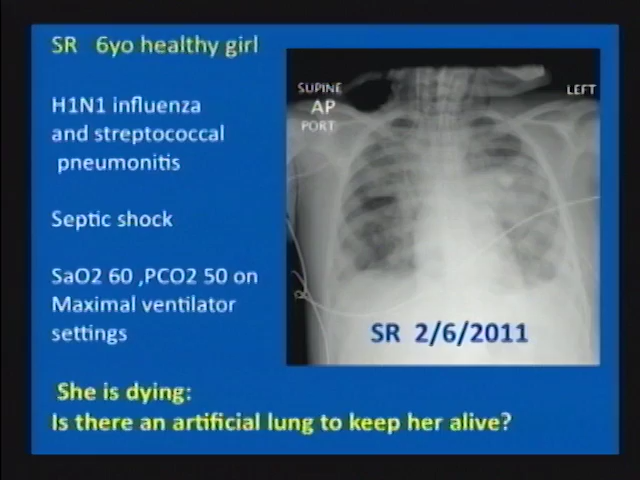 SR 6yo healthy girl
H1N1 influenza
and streptococcal
pneumonitis
Septic shock
SaO2 60 ,PCO2 50 on
Maximal ventilator
settings
SUPINE
AP
PORT
LEFT
SR 2/6/2011
She is dying:
Is there an artificial lung to keep her alive?